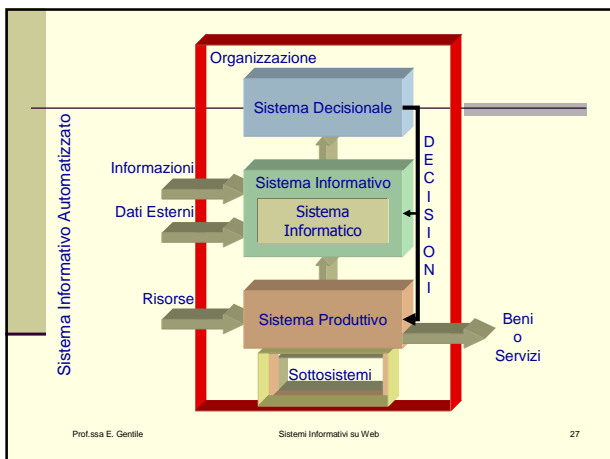 Sistema Informativo Automatizzato
Organizzazione
Sistema Decisionale
Informazioni
Dati Esterni
Sistema Informativo
Sistema
Informatico
DECISIONI
Risorse
Sistema Produttivo
Beni
o
Servizi
Sottosistemi
Prof.ssa E. Gentile
Sistemi Informativi su Web
27